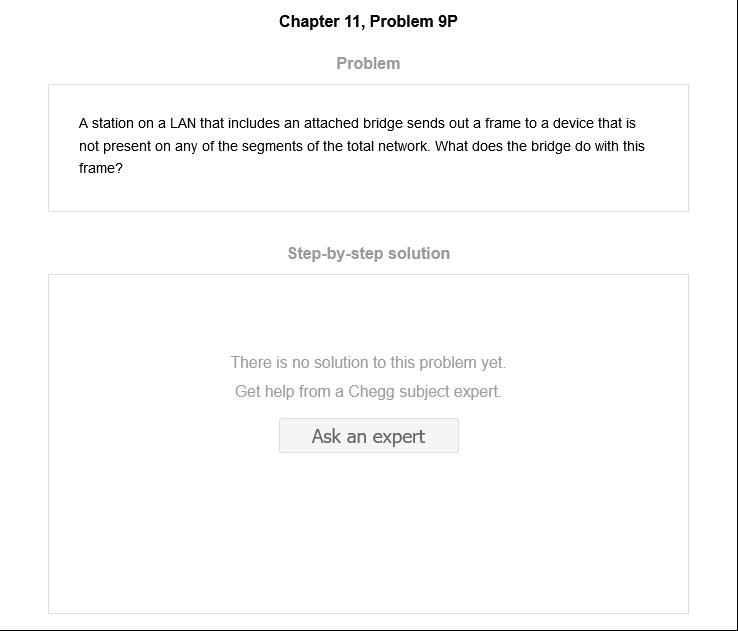 Chapter 11, Problem 9P
Problem
A station on a LAN that includes an attached bridge sends out a frame to a device that is
not present on any of the segments of the total network. What does the bridge do with this
frame?
Step-by-step solution
There is no solution to this problem yet.
Get help from a Chegg subject expert.
Ask an expert